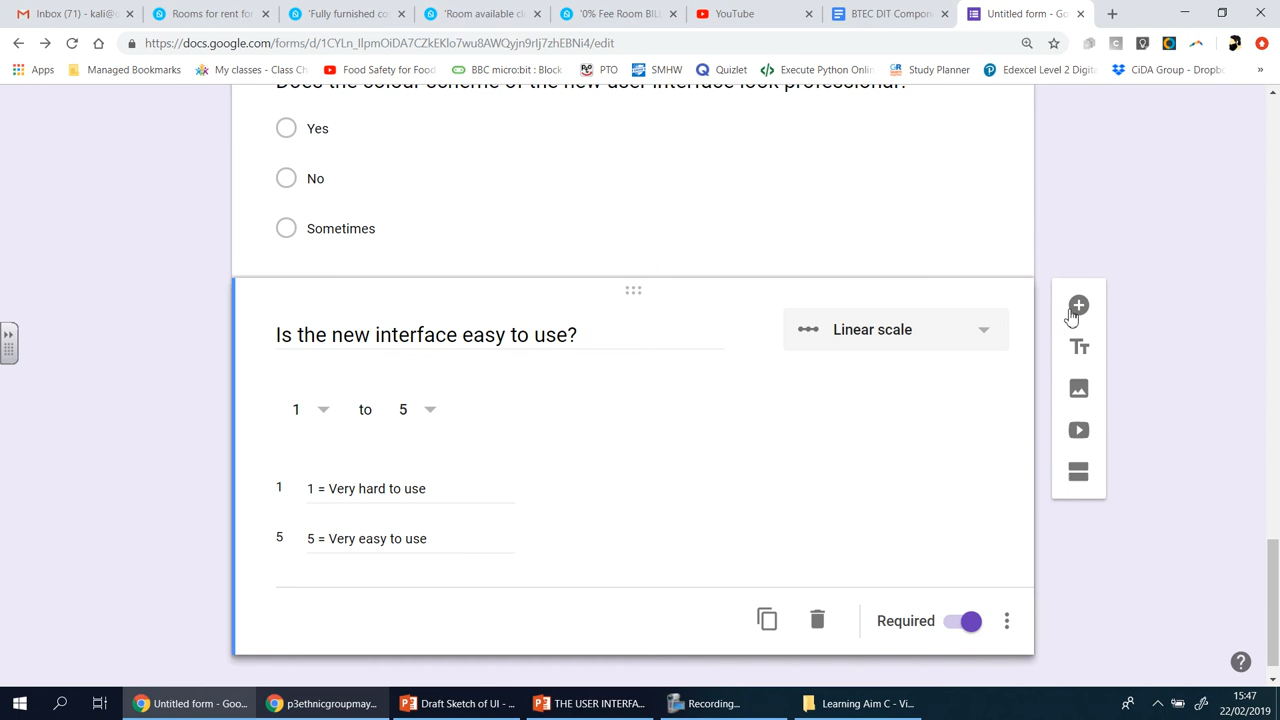 Inbox (71) - kali@c
Rooms for rent for
'Fully furnished co
'Room available cl
'0% Fee Room BILL
YouTube
BTEC DIT Compon
Untitled form - Goo
https://docs.google.com/forms/d/1CYLn_IlpmOiDA7CZkEKlo7wu8AWQyjn9rIj7zhEBNi4/edit
Apps
Managed Bookmarks
My classes - Class Ch
Food Safety for Food
BBC micro:bit : Block
PTO
SMHW
Quizlet
Execute Python Onlin
Study Planner
Edexcel Level 2 Digita
CiDA Group - Dropbo
Does the colour scheme of the new user interface look professional?
Yes
No
Sometimes
Is the new interface easy to use?
Linear scale
1 to 5
1 1 = Very hard to use
5 5 = Very easy to use
Required
Untitled form - Goo...
p3ethnicgroupmay...
Draft Sketch of UI - ...
THE USER INTERFA...
Recording...
Learning Aim C - Vi...
15:47
22/02/2019